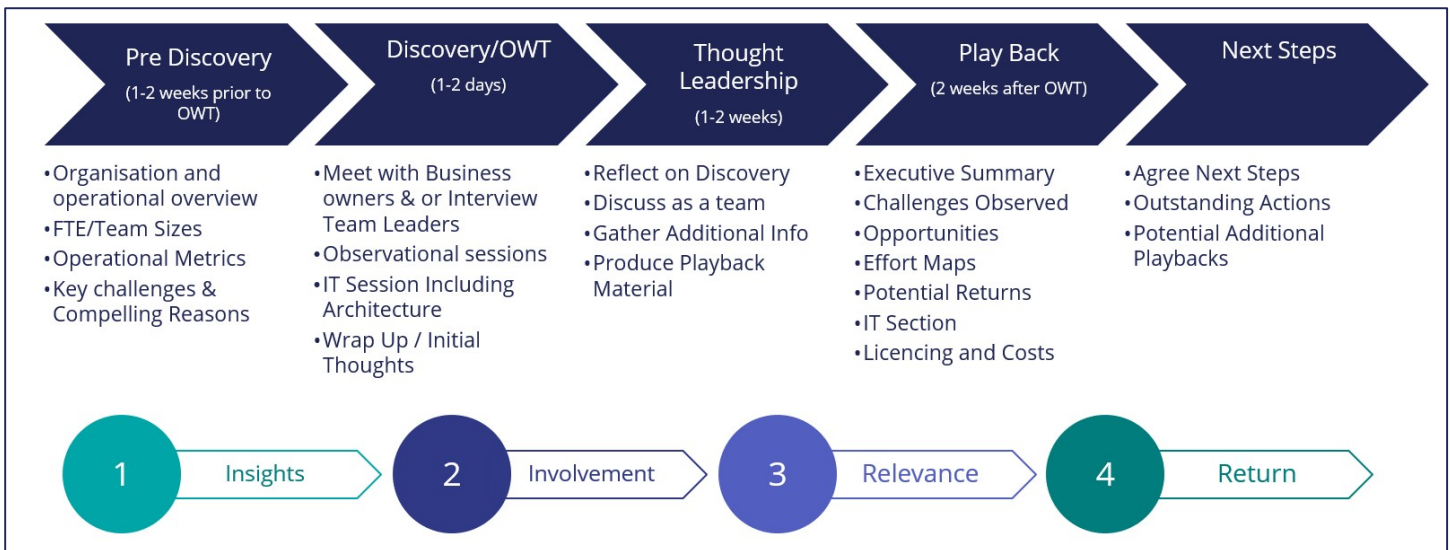 Pre Discovery
(1-2 weeks prior to
OWT)
•Organisation and
operational overview
•FTE/Team Sizes
•Operational Metrics
•Key challenges &
Compelling Reasons
Discovery/OWT
(1-2 days)
•Meet with Business
owners & or Interview
Team Leaders
•Observational sessions
•IT Session Including
Architecture
•Wrap Up / Initial
Thoughts
Thought
Leadership
(1-2 weeks)
•Reflect on Discovery
•Discuss as a team
•Gather Additional Info
•Produce Playback
Material
Play Back
(2 weeks after OWT)
•Executive Summary
•Challenges Observed
•Opportunities
•Effort Maps
•Potential Returns
•IT Section
•Licencing and Costs
Next Steps
•Agree Next Steps
•Outstanding Actions
•Potential Additional
Playbacks
1
Insights
2
Involvement
3
Relevance
4
Return